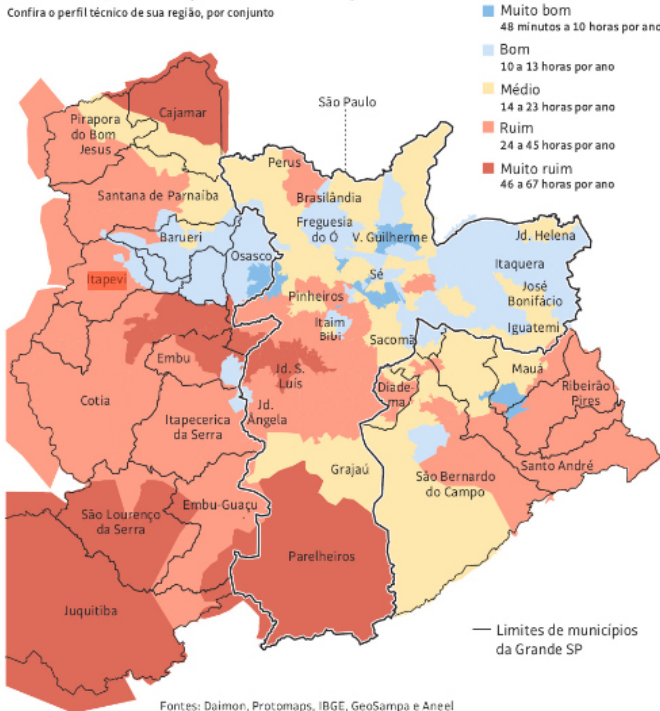 Confira o perfil técnico de sua região, por conjunto
Muito bom
48 minutos a 10 horas por ano
Bom
10 a 13 horas por ano
Médio
14 a 23 horas por ano
Ruim
24 a 45 horas por ano
Muito ruim
46 a 67 horas por ano
São Paulo
Cajamar
Pirapora
do Bom
Jesus
Perus
Santana de Parnaíba
Brasilândia
Freguesia
do Ó
V. Guilherme
Barueri
Osasco
Jd. Helena
Itaquera
Sé
Itapevi
José
Bonifácio
Pinheiros
Itaim
Bibi
Iguatemi
Sacomã
Embu
Jd. S.
Luís
Mauá
Diade-
ma
Ribeirão
Pires
Cotia
Jd.
Ângela
Itapecerica
da Serra
Grajaú
Santo André
São Bernardo
do Campo
Embu-Guaçu
São Lourenço
da Serra
Parelheiros
Juquitiba
Limites de municípios
da Grande SP
Fontes: Daimon, Protomaps, IBGE, GeoSampa e Aneel